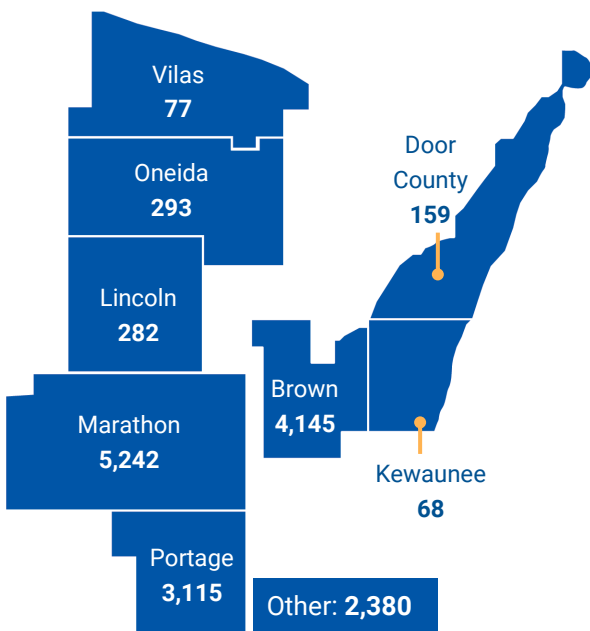 Vilas
77
Oneida
293
Lincoln
282
Marathon
5,242
Portage
3,115
Door
County
159
Brown
4,145
Kewaunee
68
Other: 2,380